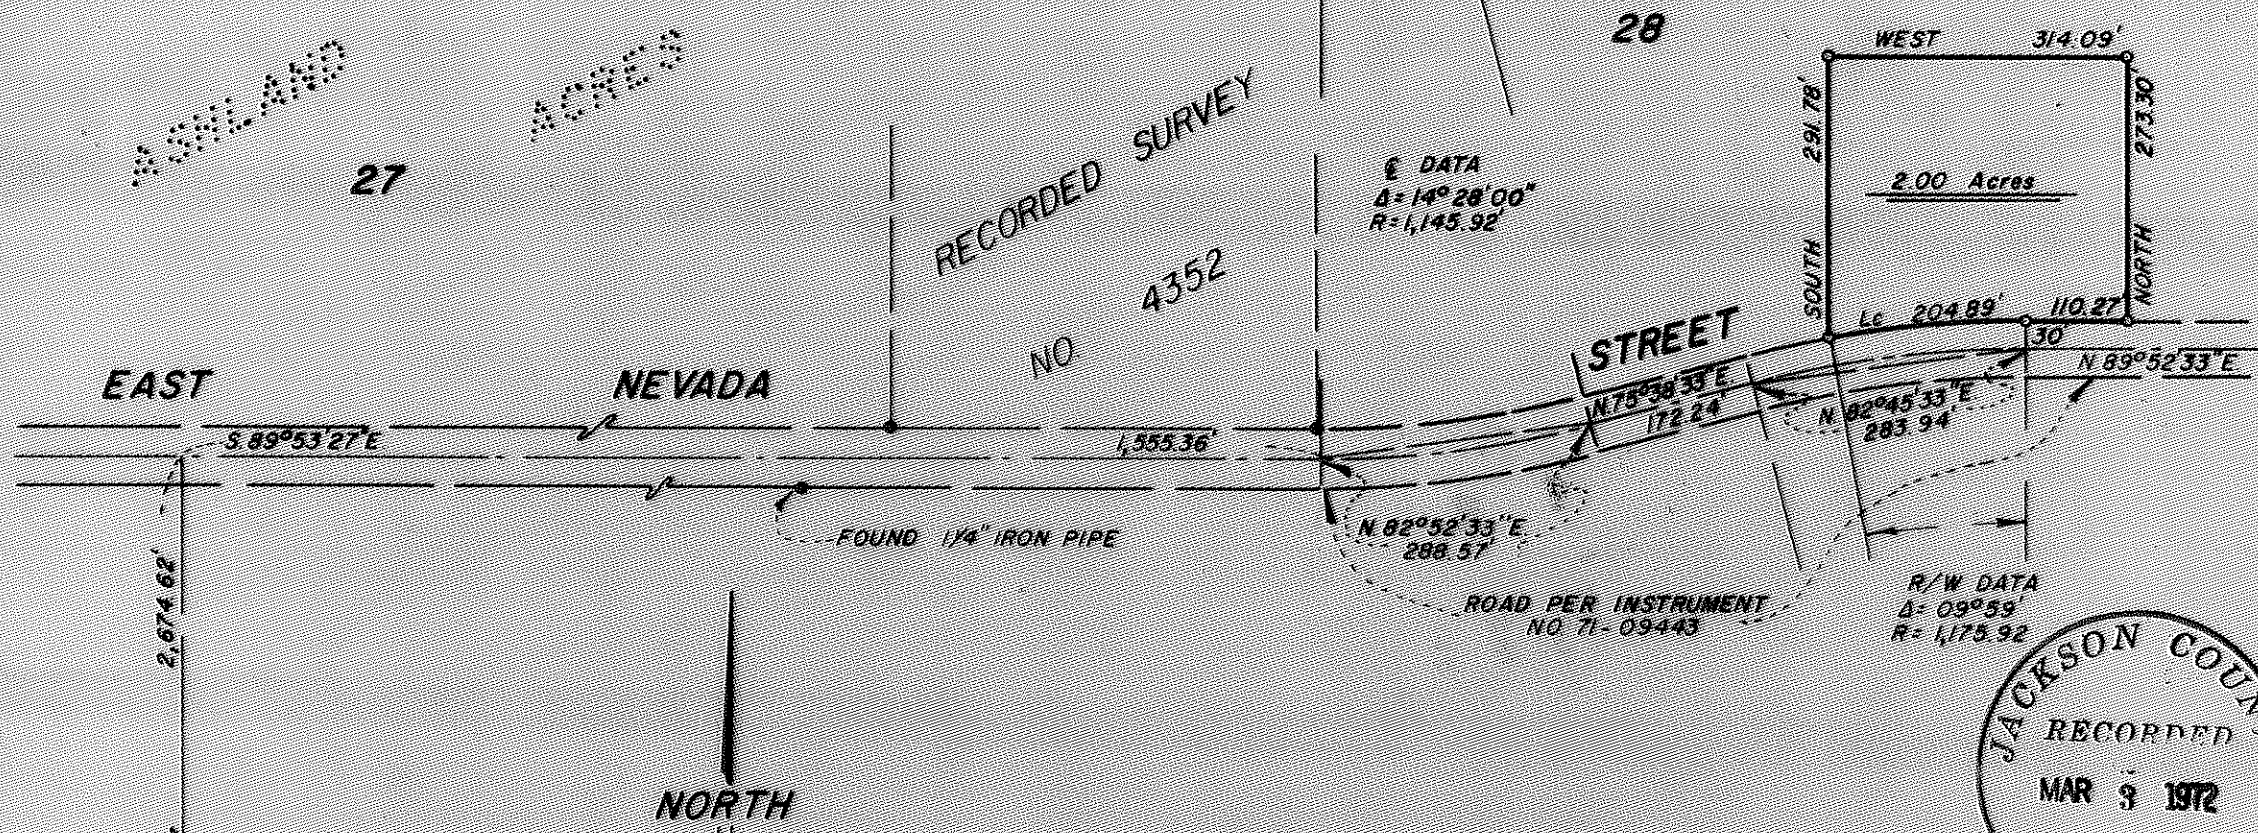 ASHLAND ACRES
27
28
RECORDED SURVEY
NO. 4352
℄ DATA
Δ= 14°28'00"
R=1,145.92'
WEST 314.09'
291.78'
SOUTH
273.30'
NORTH
2.00 Acres
Lc 204.89'
110.27'
30'
N 89°52'33"E
EAST NEVADA STREET
N.75°38'33"E.
172.24'
N. 82°45'33"E
283.94'
S.89°53'27"E
1,555.36'
FOUND 1 1/4" IRON PIPE
N. 82°52'33"E.
288.57'
2,674.62'
ROAD PER INSTRUMENT
NO 71-09443
R/W DATA
Δ= 09°59'
R= 1,175.92
NORTH
JACKSON COUN
RECORDED
MAR 3 1972